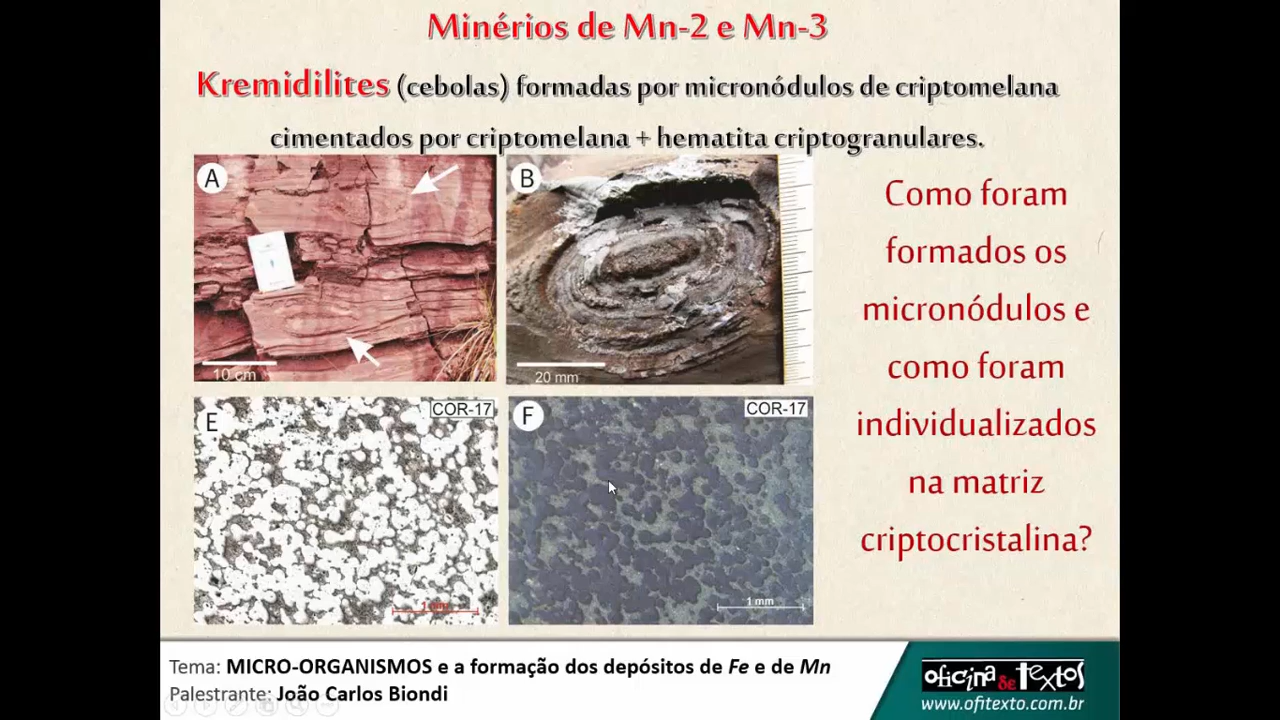 Minérios de Mn-2 e Mn-3
Kremidilites (cebolas) formadas por micronódulos de criptomelana
cimentados por criptomelana + hematita criptogranulares.
A
10 cm
B
20 mm
E
COR-17
1 mm
F
COR-17
1 mm
Como foram
formados os
micronódulos e
como foram
individualizados
na matriz
criptocristalina?
Tema: MICRO-ORGANISMOS e a formação dos depósitos de Fe e de Mn
Palestrante: João Carlos Biondi
oficina de textos
www.ofitexto.com.br